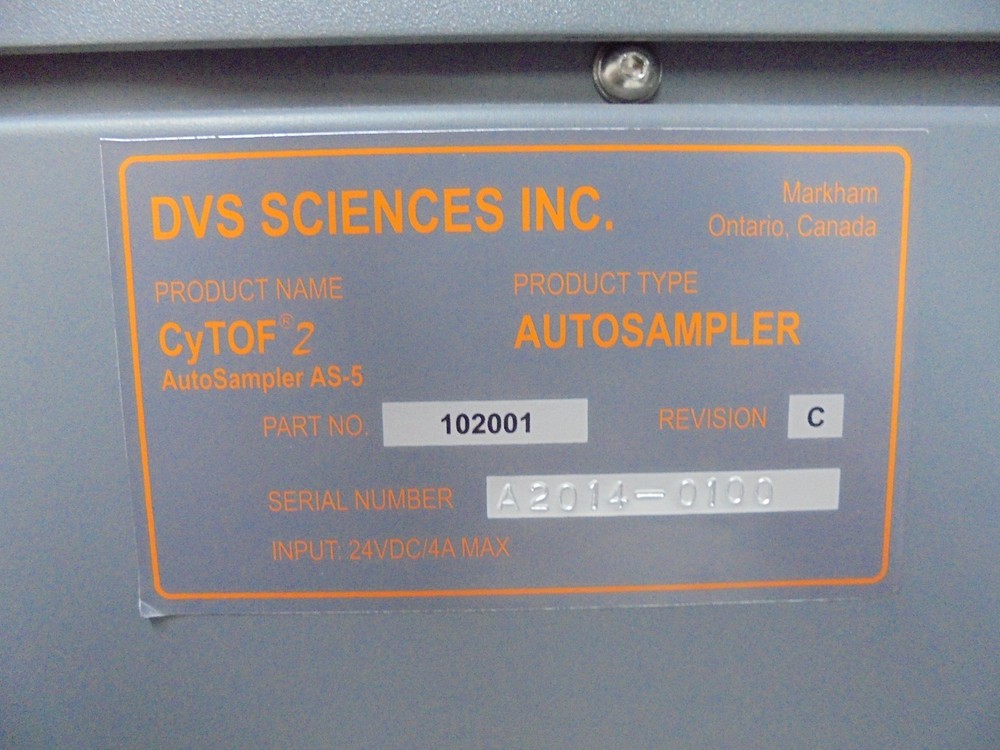 DVS SCIENCES INC.
Markham
Ontario, Canada
PRODUCT NAME
CyTOF® 2
AutoSampler AS-5
PRODUCT TYPE
AUTOSAMPLER
PART NO. 102001
REVISION C
SERIAL NUMBER A2014-0100
INPUT: 24VDC/4A MAX